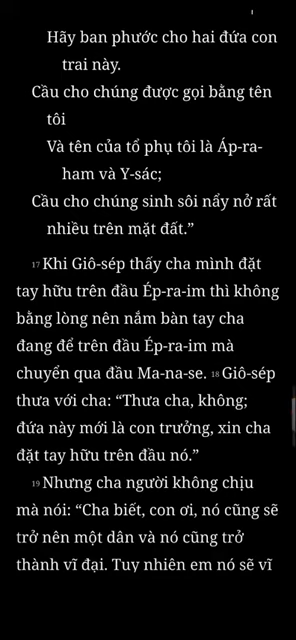 Hãy ban phước cho hai đứa con
trai này.
Cầu cho chúng được gọi bằng tên
tôi
Và tên của tổ phụ tôi là Áp-ra-
ham và Y-sác;
Cầu cho chúng sinh sôi nẩy nở rất
nhiều trên mặt đất.”
17 Khi Giô-sép thấy cha mình đặt
tay hữu trên đầu Ép-ra-im thì không
bằng lòng nên nắm bàn tay cha
đang để trên đầu Ép-ra-im mà
chuyển qua đầu Ma-na-se. 18 Giô-sép
thưa với cha: “Thưa cha, không;
đứa này mới là con trưởng, xin cha
đặt tay hữu trên đầu nó.”
19 Nhưng cha người không chịu
mà nói: “Cha biết, con ơi, nó cũng sẽ
trở nên một dân và nó cũng trở
thành vĩ đại. Tuy nhiên em nó sẽ vĩ